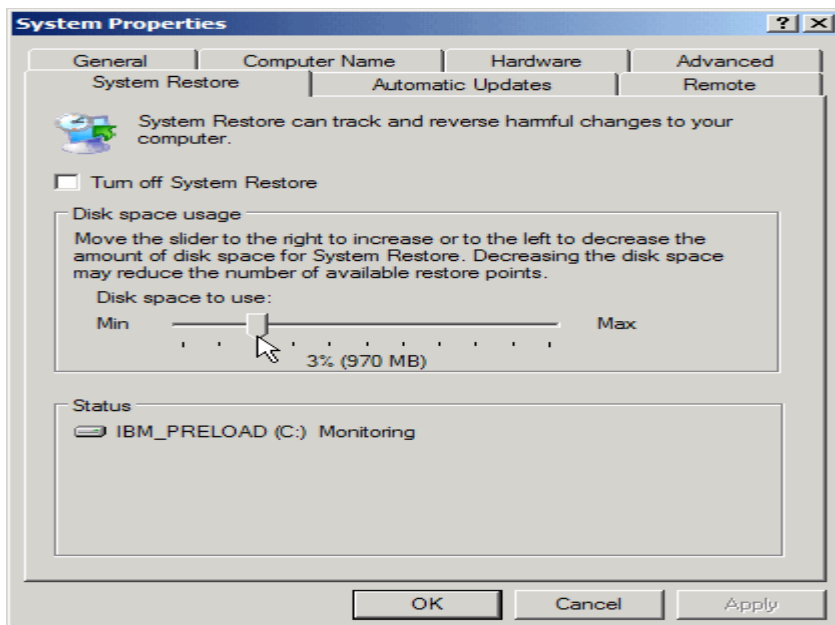 System Properties
?
X
General
Computer Name
Hardware
Advanced
System Restore
Automatic Updates
Remote
System Restore can track and reverse harmful changes to your
computer.
Turn off System Restore
Disk space usage
Move the slider to the right to increase or to the left to decrease the
amount of disk space for System Restore. Decreasing the disk space
may reduce the number of available restore points.
Disk space to use:
Min
Max
3% (970 MB)
Status
IBM_PRELOAD (C:) Monitoring
OK
Cancel
Apply